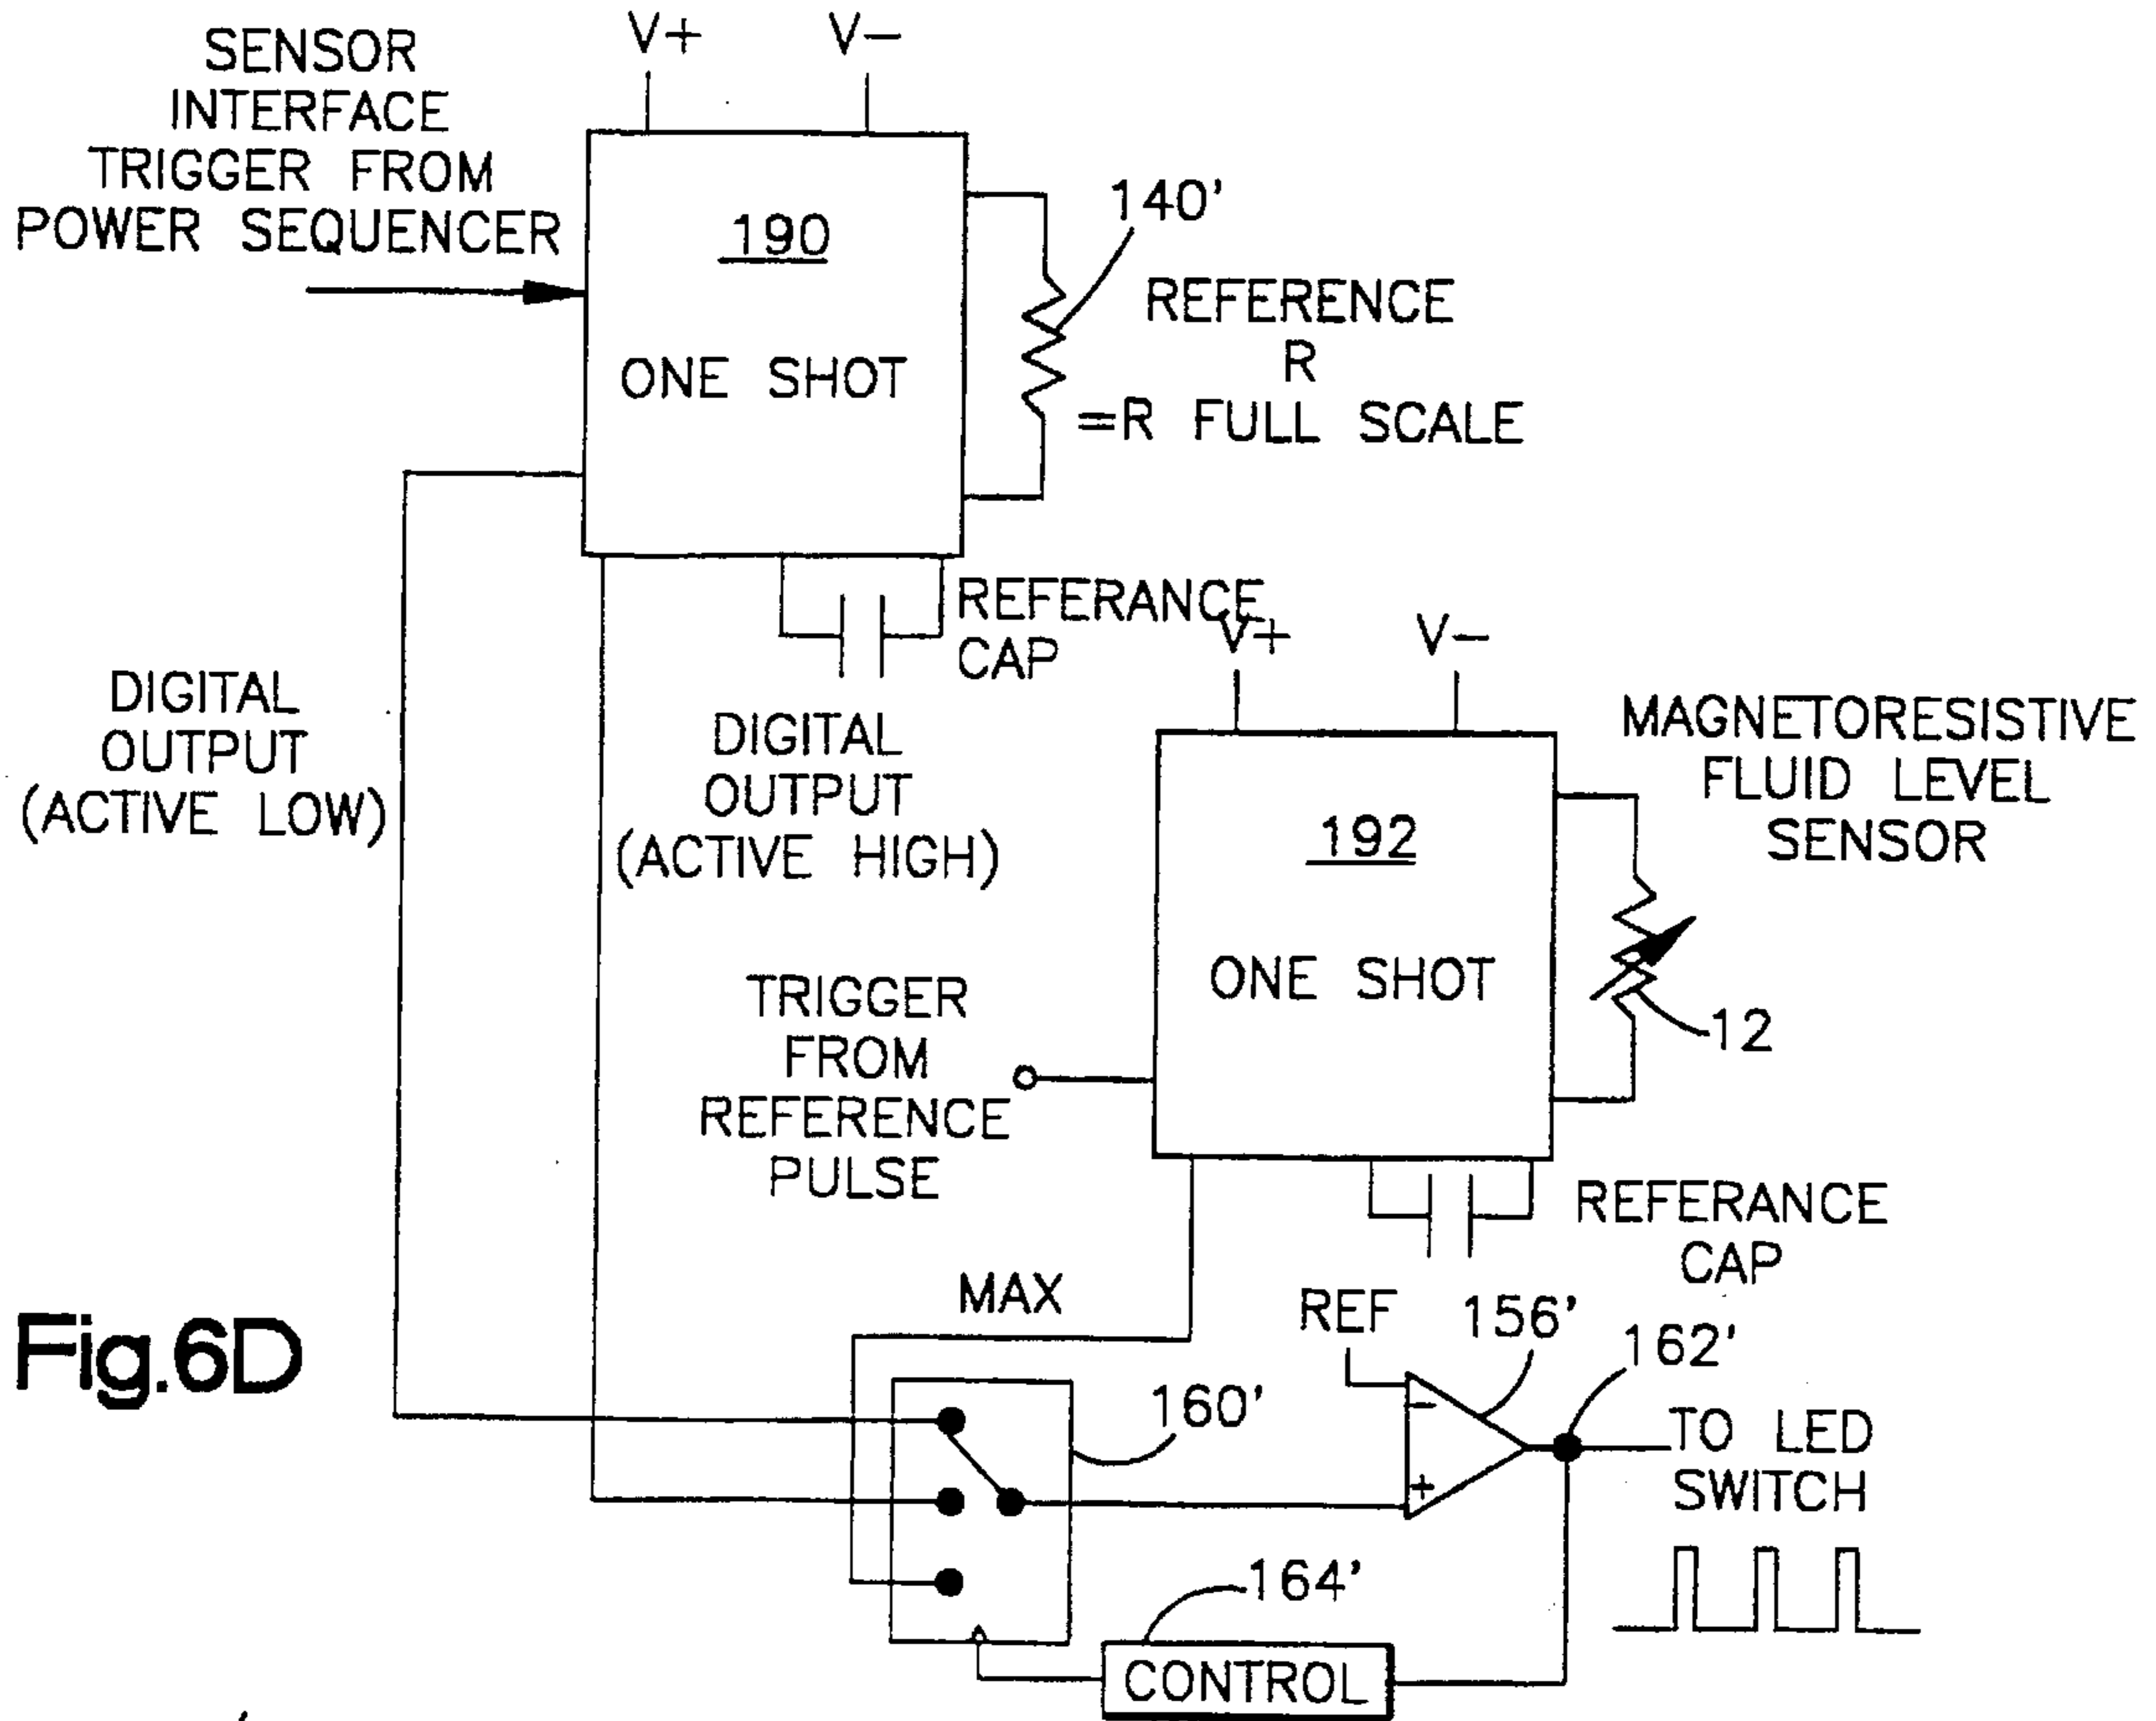 V+
V−
SENSOR
INTERFACE
TRIGGER FROM
POWER SEQUENCER
190
ONE SHOT
140'
REFERENCE
R
=R FULL SCALE
REFERANCE
CAP
DIGITAL
OUTPUT
(ACTIVE LOW)
DIGITAL
OUTPUT
(ACTIVE HIGH)
V+
V−
MAGNETORESISTIVE
FLUID LEVEL
SENSOR
192
ONE SHOT
12
TRIGGER
FROM
REFERENCE
PULSE
REFERANCE
CAP
MAX
REF
156'
162'
160'
−
+
TO LED
SWITCH
164'
CONTROL
Fig.6D